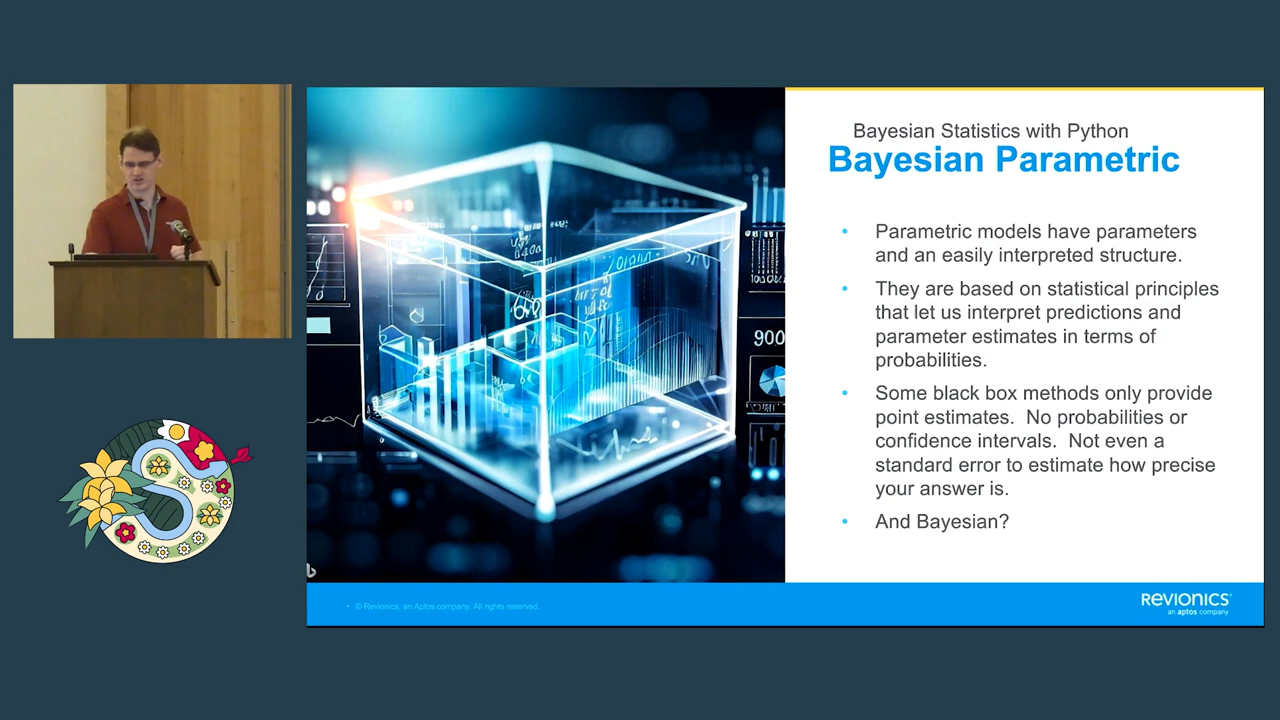 Bayesian Statistics with Python
Bayesian Parametric
• Parametric models have parameters
and an easily interpreted structure.
• They are based on statistical principles
that let us interpret predictions and
parameter estimates in terms of
probabilities.
• Some black box methods only provide
point estimates. No probabilities or
confidence intervals. Not even a
standard error to estimate how precise
your answer is.
• And Bayesian?
900
• © Revionics, an Aptos company. All rights reserved.
REVIONICS
an aptos company